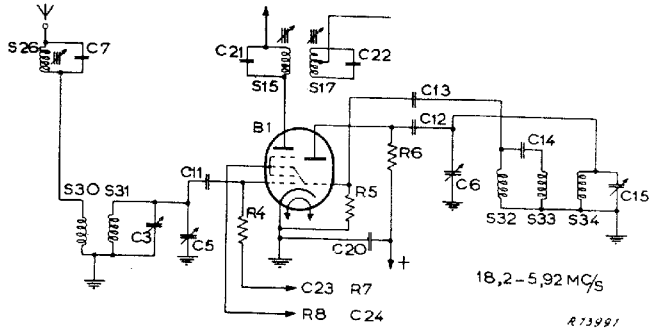 S26 C7
C21 C22
S15 S17
C13
B1
C12
C14
C11
R6
R5
C6
C15
S30 S31
R4
S32 S33 S34
C3 C5
C20
+
18,2-5,92 MC/S
C23 R7
R8 C24
R73991